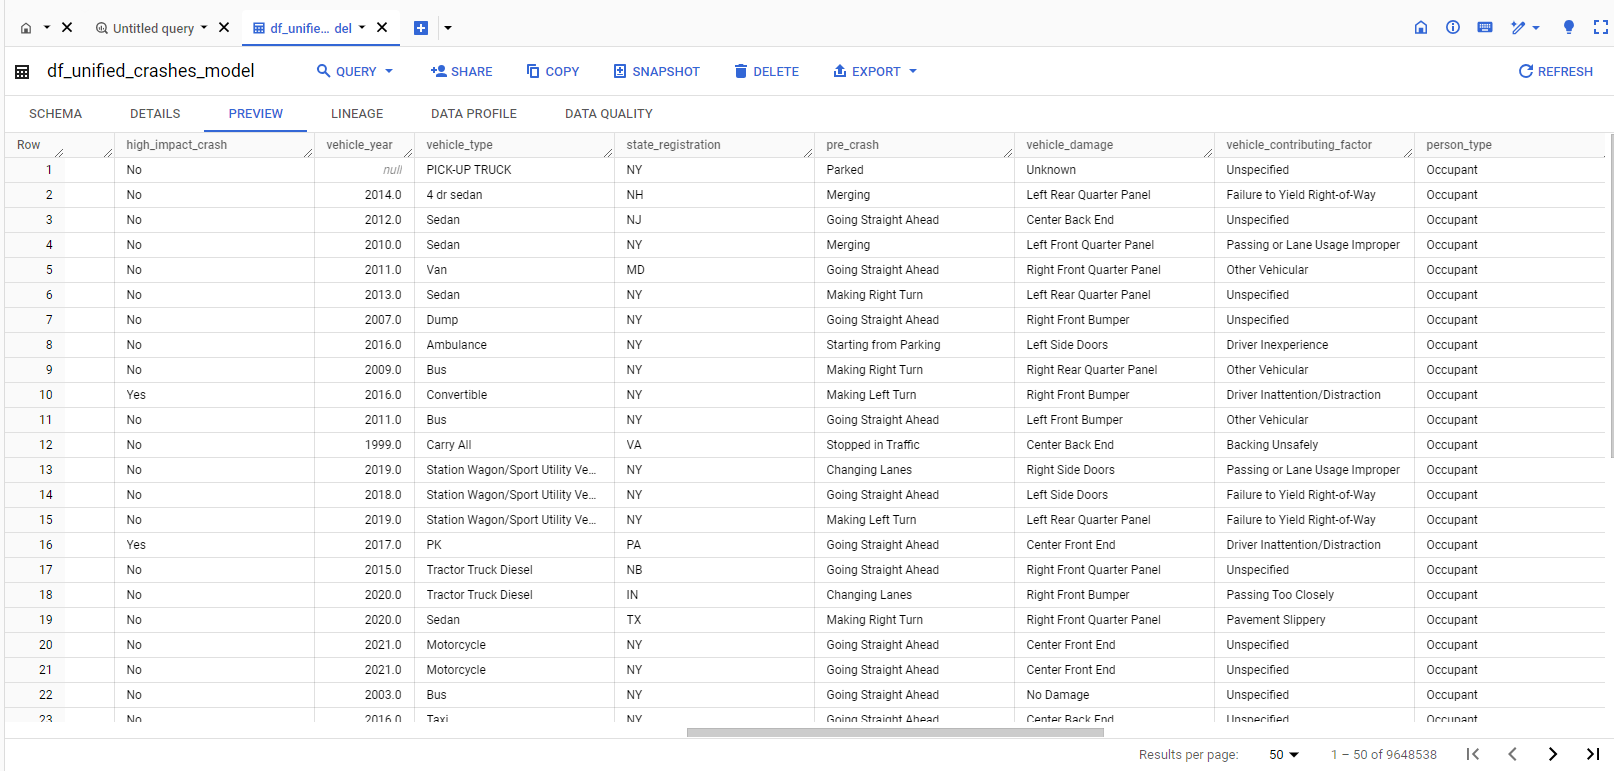 Untitled query
df_unifie... del
df_unified_crashes_model QUERY SHARE COPY SNAPSHOT DELETE EXPORT REFRESH
SCHEMA DETAILS PREVIEW LINEAGE DATA PROFILE DATA QUALITY
Row high_impact_crash vehicle_year vehicle_type state_registration pre_crash vehicle_damage vehicle_contributing_factor person_type
1 No null PICK-UP TRUCK NY Parked Unknown Unspecified Occupant
2 No 2014.0 4 dr sedan NH Merging Left Rear Quarter Panel Failure to Yield Right-of-Way Occupant
3 No 2012.0 Sedan NJ Going Straight Ahead Center Back End Unspecified Occupant
4 No 2010.0 Sedan NY Merging Left Front Quarter Panel Passing or Lane Usage Improper Occupant
5 No 2011.0 Van MD Going Straight Ahead Right Front Quarter Panel Other Vehicular Occupant
6 No 2013.0 Sedan NY Making Right Turn Left Rear Quarter Panel Unspecified Occupant
7 No 2007.0 Dump NY Going Straight Ahead Right Front Bumper Unspecified Occupant
8 No 2016.0 Ambulance NY Starting from Parking Left Side Doors Driver Inexperience Occupant
9 No 2009.0 Bus NY Making Right Turn Right Rear Quarter Panel Other Vehicular Occupant
10 Yes 2016.0 Convertible NY Making Left Turn Right Front Bumper Driver Inattention/Distraction Occupant
11 No 2011.0 Bus NY Going Straight Ahead Left Front Bumper Other Vehicular Occupant
12 No 1999.0 Carry All VA Stopped in Traffic Center Back End Backing Unsafely Occupant
13 No 2019.0 Station Wagon/Sport Utility Ve... NY Changing Lanes Right Side Doors Passing or Lane Usage Improper Occupant
14 No 2018.0 Station Wagon/Sport Utility Ve... NY Going Straight Ahead Left Side Doors Failure to Yield Right-of-Way Occupant
15 No 2019.0 Station Wagon/Sport Utility Ve... NY Making Left Turn Left Rear Quarter Panel Failure to Yield Right-of-Way Occupant
16 Yes 2017.0 PK PA Going Straight Ahead Center Front End Driver Inattention/Distraction Occupant
17 No 2015.0 Tractor Truck Diesel NB Going Straight Ahead Right Front Quarter Panel Unspecified Occupant
18 No 2020.0 Tractor Truck Diesel IN Changing Lanes Right Front Bumper Passing Too Closely Occupant
19 No 2020.0 Sedan TX Making Right Turn Right Front Quarter Panel Pavement Slippery Occupant
20 No 2021.0 Motorcycle NY Going Straight Ahead Center Front End Unspecified Occupant
21 No 2021.0 Motorcycle NY Going Straight Ahead Center Front End Unspecified Occupant
22 No 2003.0 Bus NY Going Straight Ahead No Damage Unspecified Occupant
23 No 2016.0 Taxi NY Going Straight Ahead Center Back End Unspecified Occupant
Results per page: 50 1 – 50 of 9648538